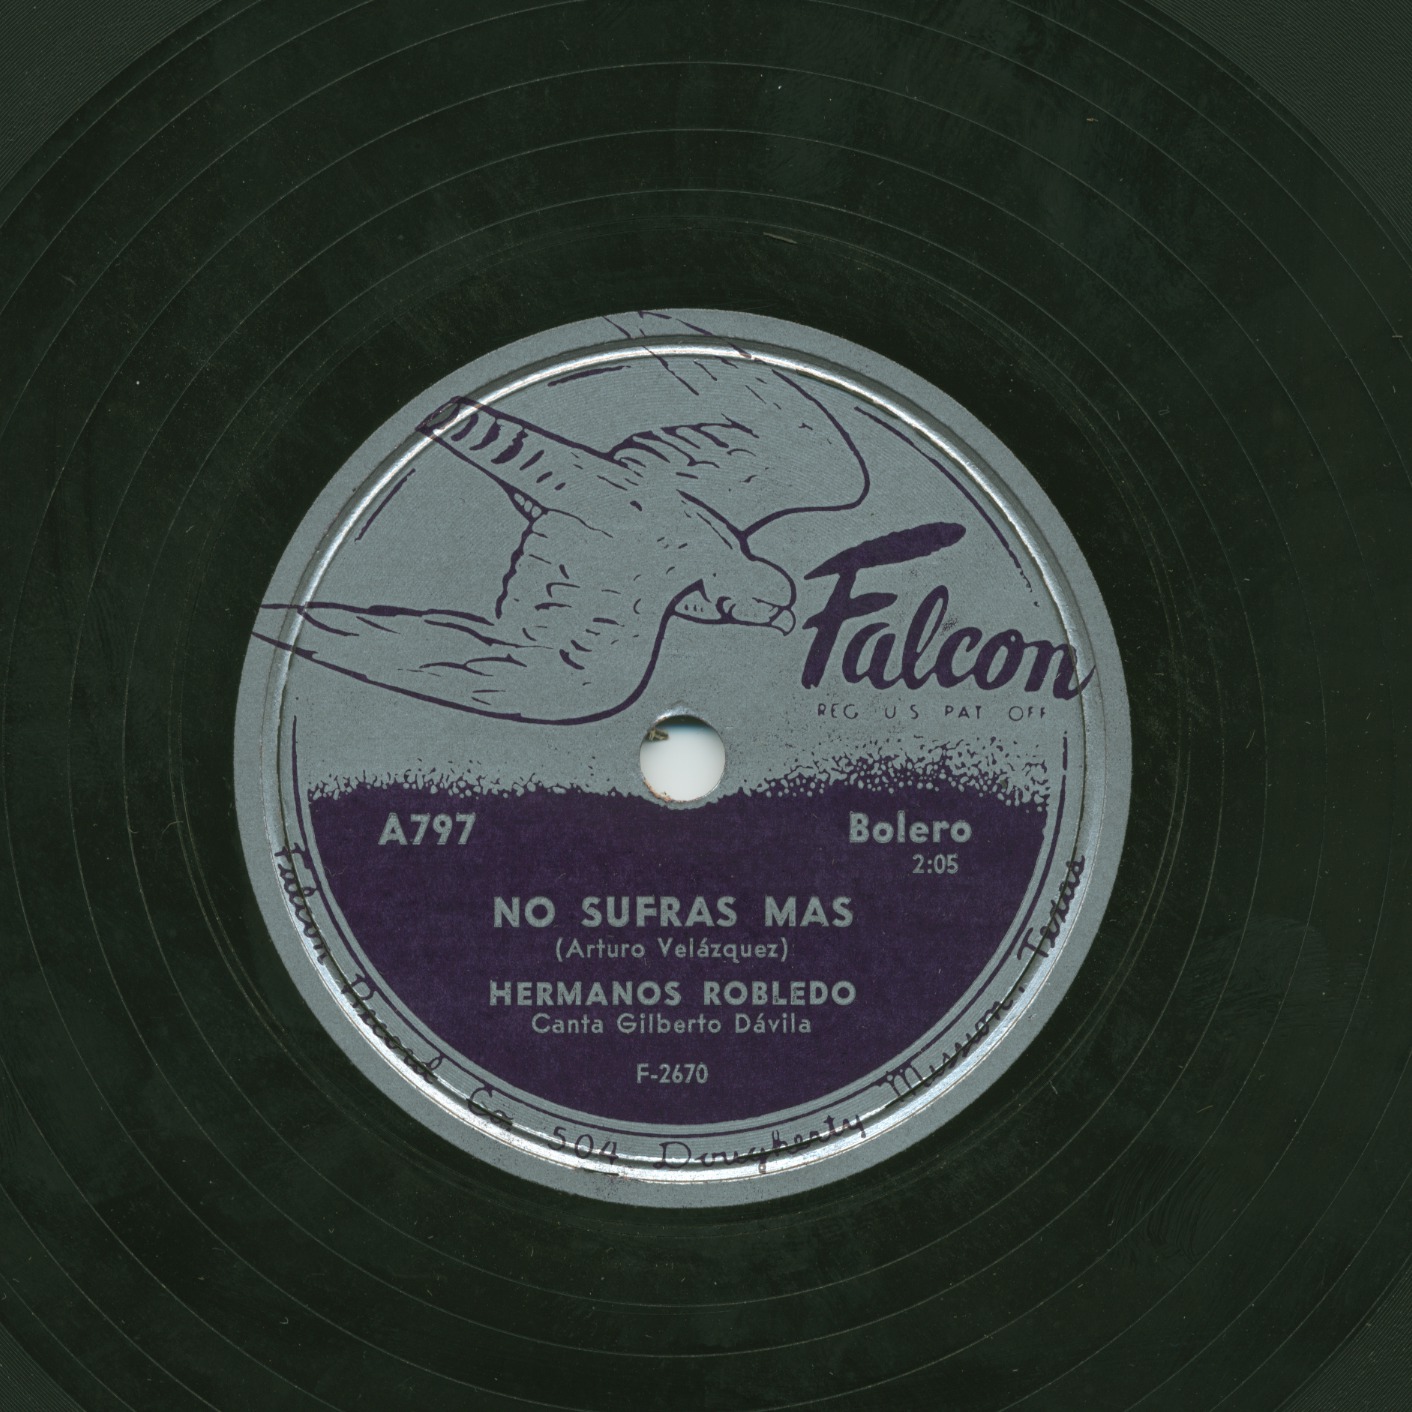 Falcon
REG U S PAT OFF
A797
Bolero
2:05
NO SUFRAS MAS
(Arturo Velázquez)
HERMANOS ROBLEDO
Canta Gilberto Dávila
F-2670
Falcon Record Co. 504 Dougherty Mission, Texas